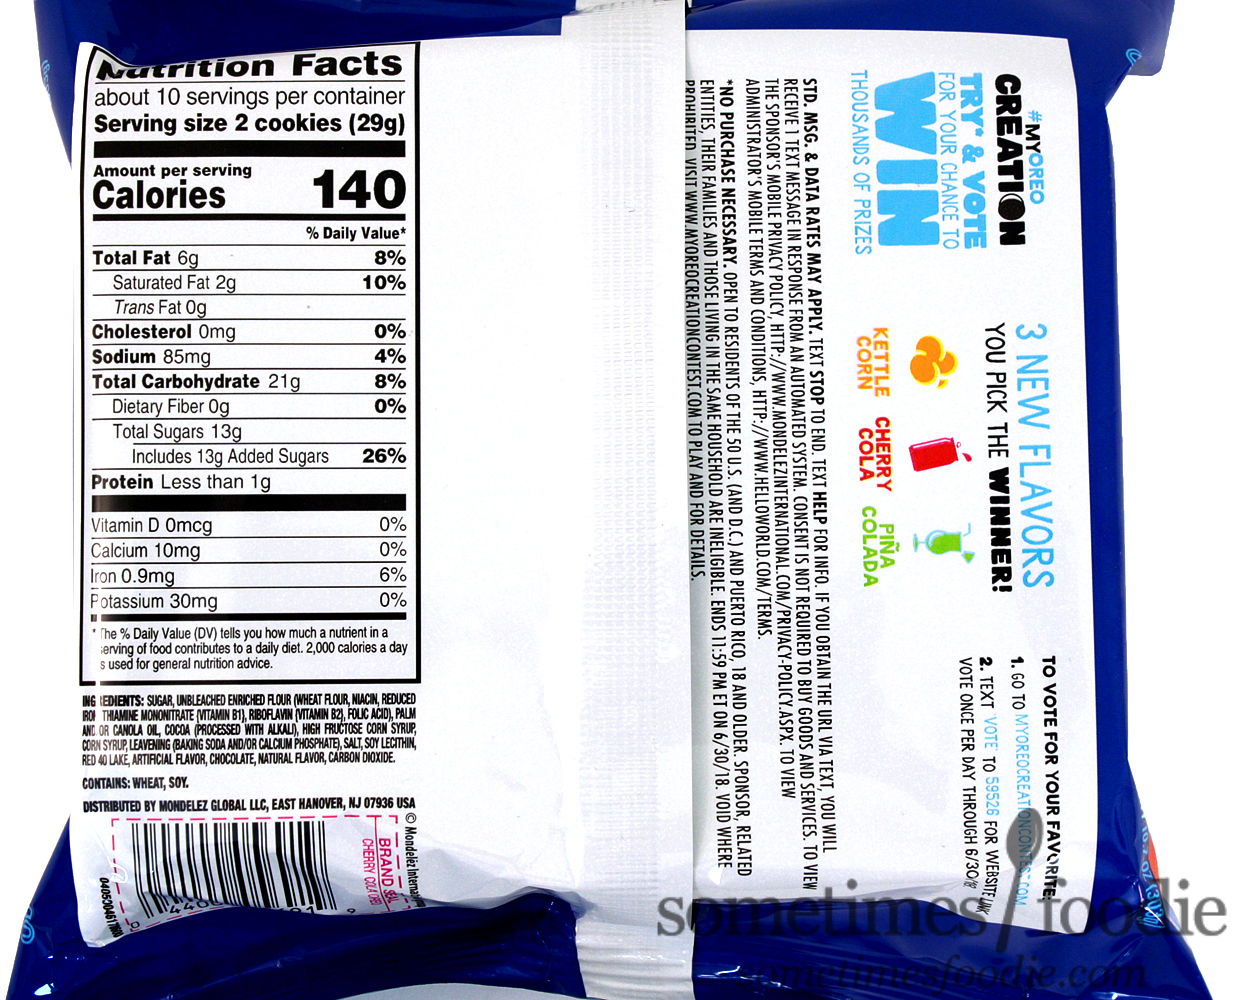 Nutrition Facts
about 10 servings per container
Serving size 2 cookies (29g)
Amount per serving
Calories 140
% Daily Value*
Total Fat 6g 8%
Saturated Fat 2g 10%
Trans Fat 0g
Cholesterol 0mg 0%
Sodium 85mg 4%
Total Carbohydrate 21g 8%
Dietary Fiber 0g 0%
Total Sugars 13g
Includes 13g Added Sugars 26%
Protein Less than 1g
Vitamin D 0mcg 0%
Calcium 10mg 0%
Iron 0.9mg 6%
Potassium 30mg 0%
* The % Daily Value (DV) tells you how much a nutrient in a
serving of food contributes to a daily diet. 2,000 calories a day
s used for general nutrition advice.
INGREDIENTS: SUGAR, UNBLEACHED ENRICHED FLOUR (WHEAT FLOUR, NIACIN, REDUCED
IRON THIAMINE MONONITRATE {VITAMIN B1}, RIBOFLAVIN {VITAMIN B2}, FOLIC ACID), PALM
AND OR CANOLA OIL, COCOA (PROCESSED WITH ALKALI), HIGH FRUCTOSE CORN SYRUP,
CORN SYRUP, LEAVENING (BAKING SODA AND/OR CALCIUM PHOSPHATE), SALT, SOY LECITHIN,
RED 40 LAKE, ARTIFICIAL FLAVOR, CHOCOLATE, NATURAL FLAVOR, CARBON DIOXIDE.
CONTAINS: WHEAT, SOY.
DISTRIBUTED BY MONDELEZ GLOBAL LLC, EAST HANOVER, NJ 07936 USA
© Mondelēz International
BRAND SEAL
CHERRY COLA
#MYOREO
CREATION
TRY* & VOTE
FOR YOUR CHANCE TO
WIN
THOUSANDS OF PRIZES
3 NEW FLAVORS
YOU PICK THE WINNER!
KETTLE
CORN
CHERRY
COLA
PIÑA
COLADA
TO VOTE FOR YOUR FAVORITE:
1. GO TO MYOREOCREATIONCONTEST.COM
2. TEXT VOTE TO 59526 FOR WEBSITE LINK
VOTE ONCE PER DAY THROUGH 6/30/18
STD. MSG. & DATA RATES MAY APPLY. TEXT STOP TO END. TEXT HELP FOR INFO. IF YOU OBTAIN THE URL VIA TEXT, YOU WILL
RECEIVE 1 TEXT MESSAGE IN RESPONSE FROM AN AUTOMATED SYSTEM. CONSENT IS NOT REQUIRED TO BUY GOODS AND SERVICES. TO VIEW
THE SPONSOR'S MOBILE PRIVACY POLICY, HTTP://WWW.MONDELEZINTERNATIONAL.COM/PRIVACY-POLICY.ASPX. TO VIEW
ADMINISTRATOR'S MOBILE TERMS AND CONDITIONS, HTTP://WWW.HELLOWORLD.COM/TERMS.
*NO PURCHASE NECESSARY. OPEN TO RESIDENTS OF THE 50 U.S. (AND D.C.) AND PUERTO RICO, 18 AND OLDER. SPONSOR, RELATED
ENTITIES, THEIR FAMILIES AND THOSE LIVING IN THE SAME HOUSEHOLD ARE INELIGIBLE. ENDS 11:59 PM ET ON 6/30/18. VOID WHERE
PROHIBITED. VISIT WWW.MYOREOCREATIONCONTEST.COM TO PLAY AND FOR DETAILS.
sometimes foodie
sometimesfoodie.com